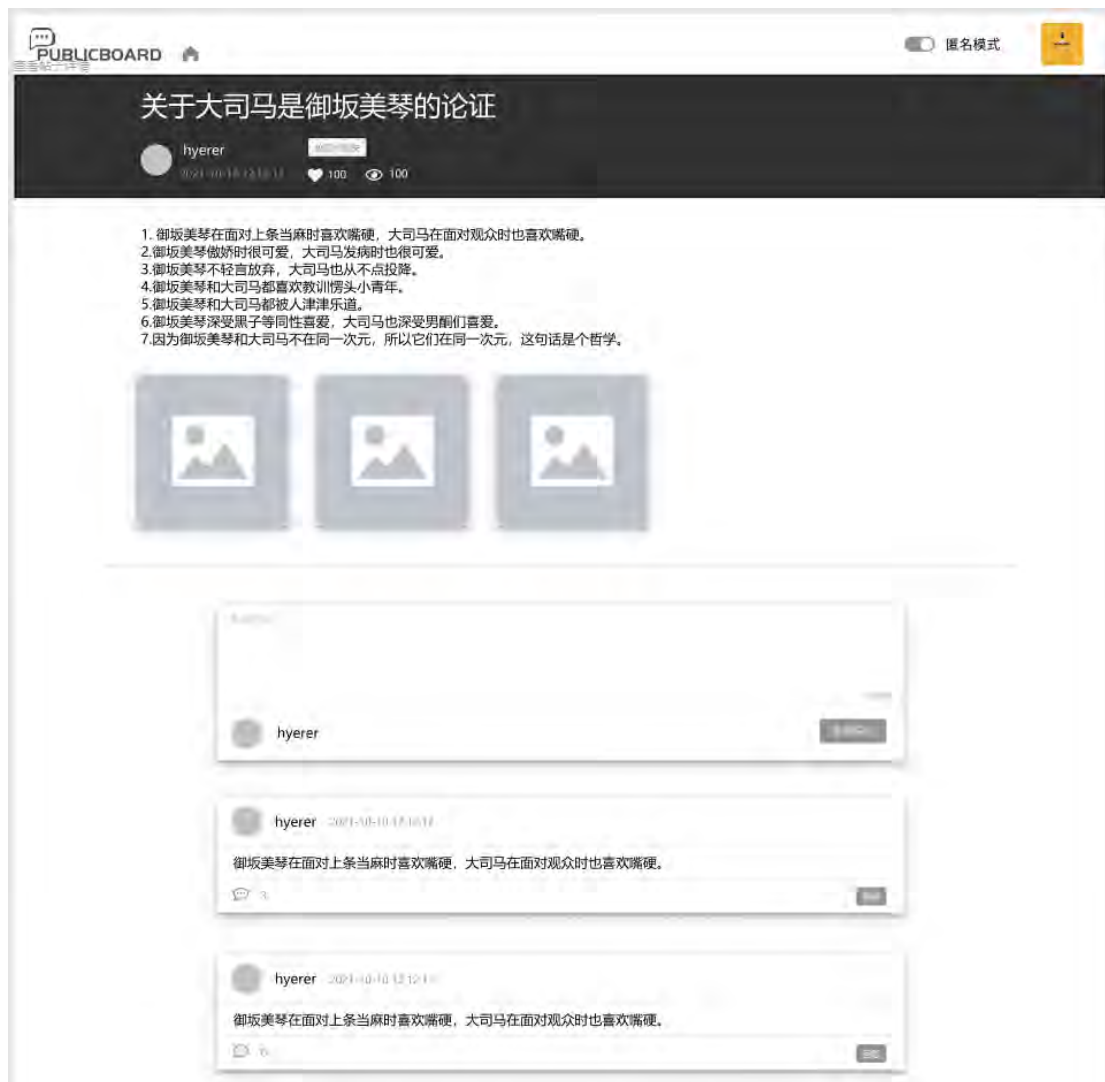 PUBLICBOARD
匿名模式
查看帖子详情
关于大司马是御坂美琴的论证
hyerer
100 100
1. 御坂美琴在面对上条当麻时喜欢嘴硬，大司马在面对观众时也喜欢嘴硬。
2.御坂美琴傲娇时很可爱，大司马发病时也很可爱。
3.御坂美琴不轻言放弃，大司马也从不点投降。
4.御坂美琴和大司马都喜欢教训愣头小青年。
5.御坂美琴和大司马都被人津津乐道。
6.御坂美琴深受黑子等同性喜爱，大司马也深受男酮们喜爱。
7.因为御坂美琴和大司马不在同一次元，所以它们在同一次元，这句话是个哲学。
hyerer
hyerer
御坂美琴在面对上条当麻时喜欢嘴硬，大司马在面对观众时也喜欢嘴硬。
hyerer
御坂美琴在面对上条当麻时喜欢嘴硬，大司马在面对观众时也喜欢嘴硬。